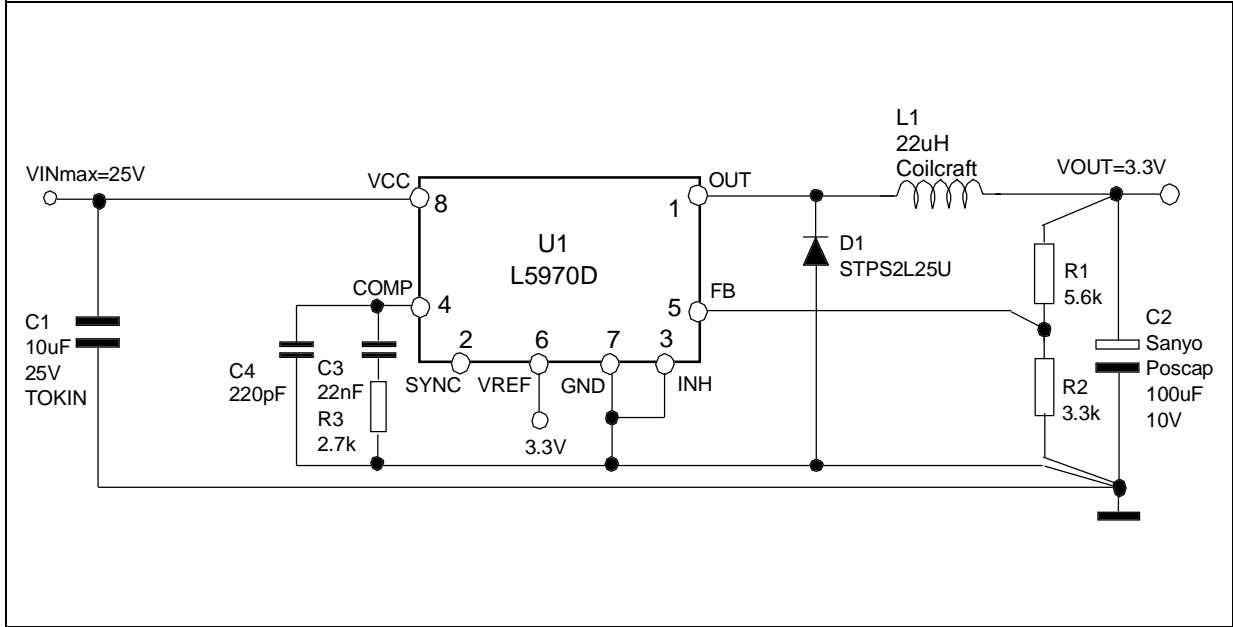 L1
22uH
Coilcraft
VINmax=25V
VOUT=3.3V
VCC
8
OUT
1
U1
L5970D
D1
STPS2L25U
R1
5.6k
COMP
4
FB
5
C1
10uF
25V
TOKIN
C4
220pF
C3
22nF
R3
2.7k
2
SYNC
6
VREF
7
GND
3
INH
3.3V
R2
3.3k
C2
Sanyo
Poscap
100uF
10V